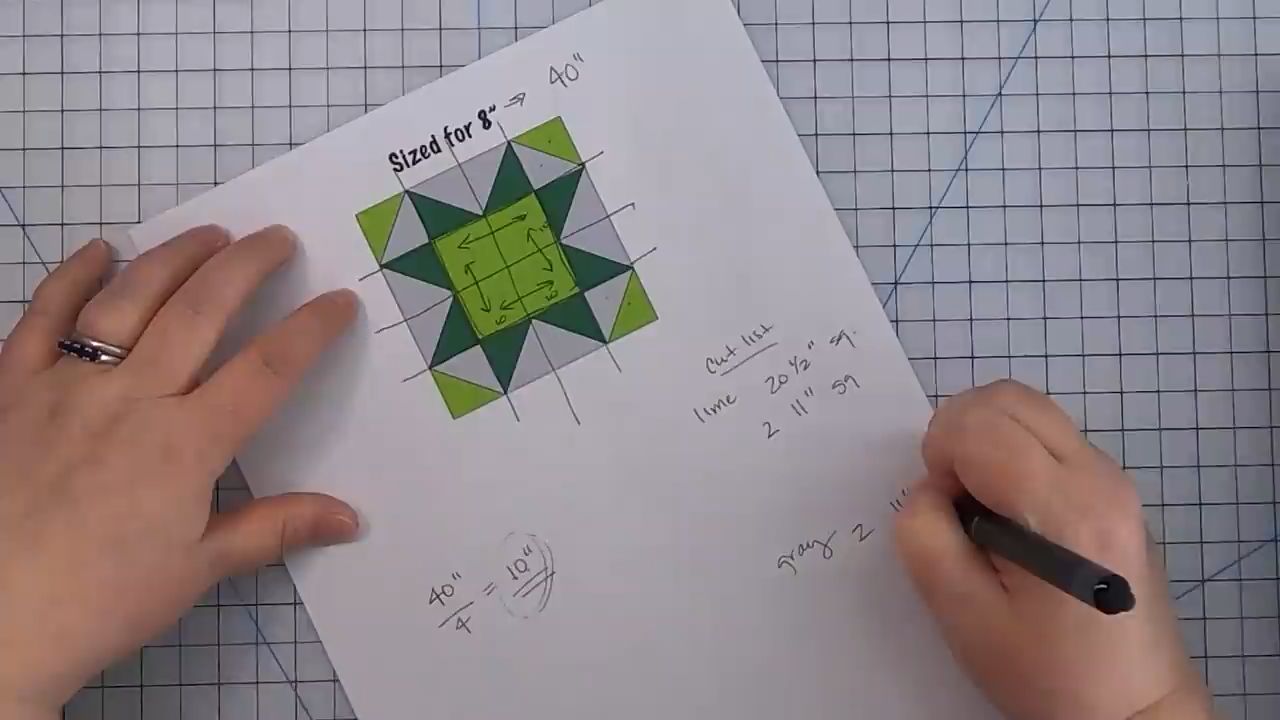 Sized for 8" ⇒ 40"
cut list
lime 20 ½" sq.
2 11" sq
gray 2 11"
40"/4 = 10"